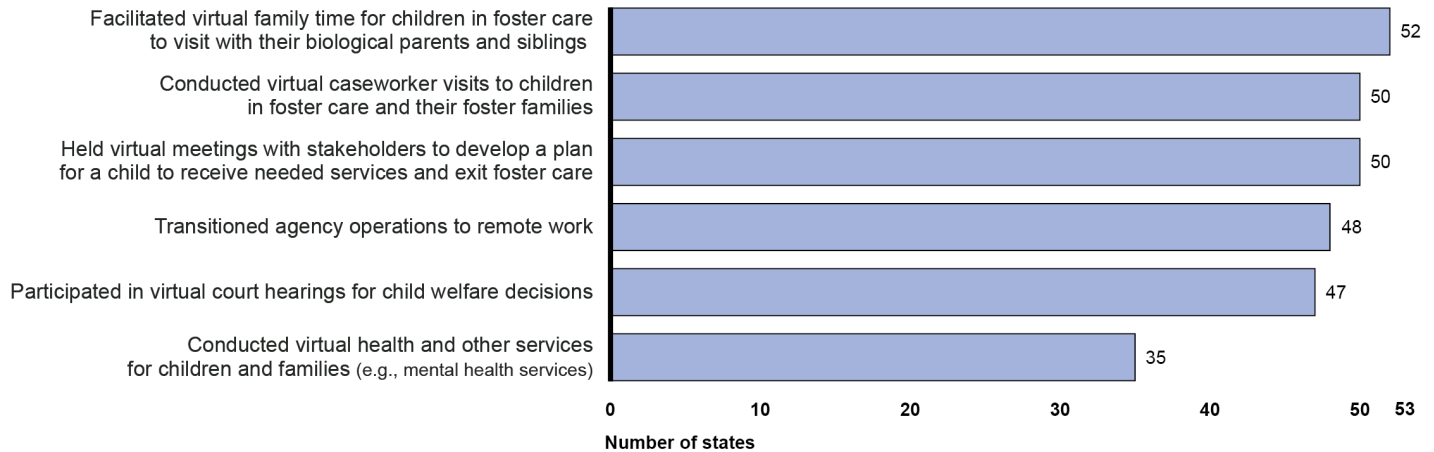 Facilitated virtual family time for children in foster care
to visit with their biological parents and siblings
52
Conducted virtual caseworker visits to children
in foster care and their foster families
50
Held virtual meetings with stakeholders to develop a plan
for a child to receive needed services and exit foster care
50
Transitioned agency operations to remote work
48
Participated in virtual court hearings for child welfare decisions
47
Conducted virtual health and other services
for children and families (e.g., mental health services)
35
0 10 20 30 40 50 53
Number of states